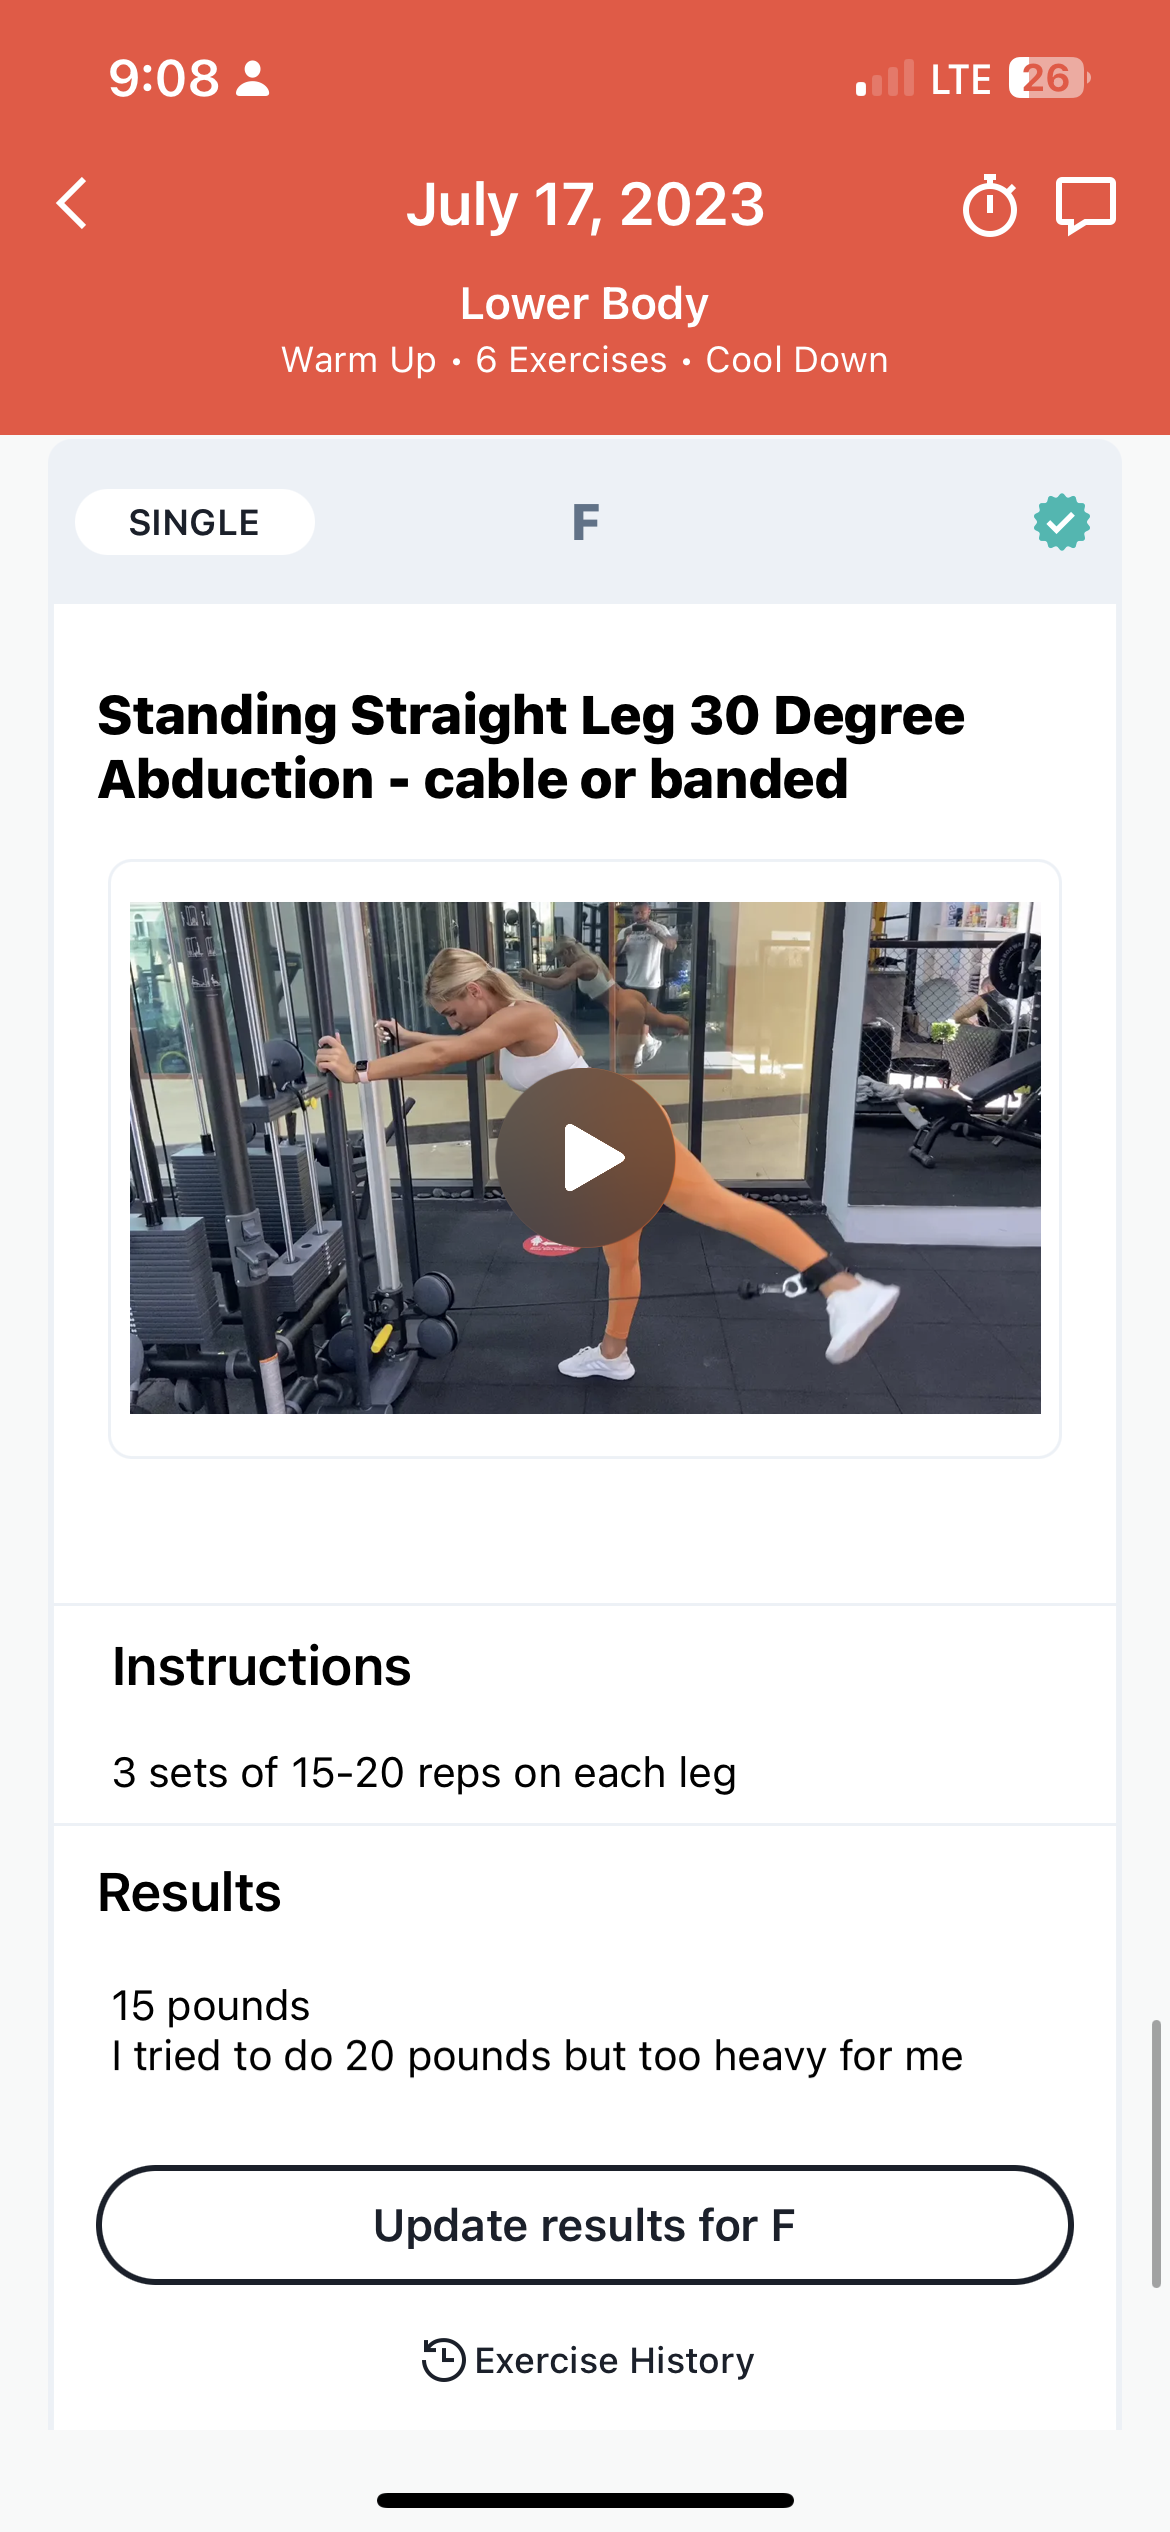 9:08
LTE 26
July 17, 2023
Lower Body
Warm Up • 6 Exercises • Cool Down
SINGLE
F
Standing Straight Leg 30 Degree
Abduction - cable or banded
Instructions
3 sets of 15-20 reps on each leg
Results
15 pounds
I tried to do 20 pounds but too heavy for me
Update results for F
Exercise History